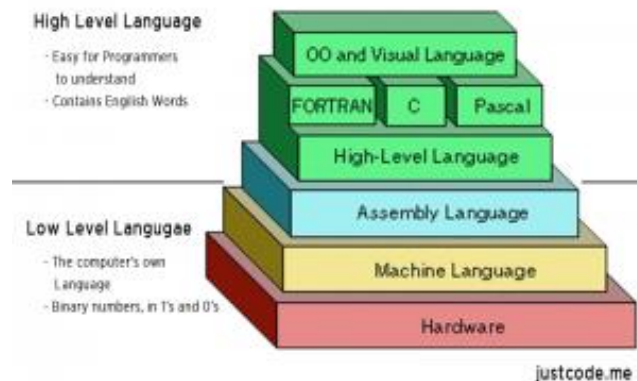 High Level Language
- Easy for Programmers
to understand
- Contains English Words
OO and Visual Language
FORTRAN
C
Pascal
High-Level Language
Assembly Language
Low Level Langugae
- The computer's own
Language
- Binary numbers, in 1's and 0's
Machine Language
Hardware
justcode.me